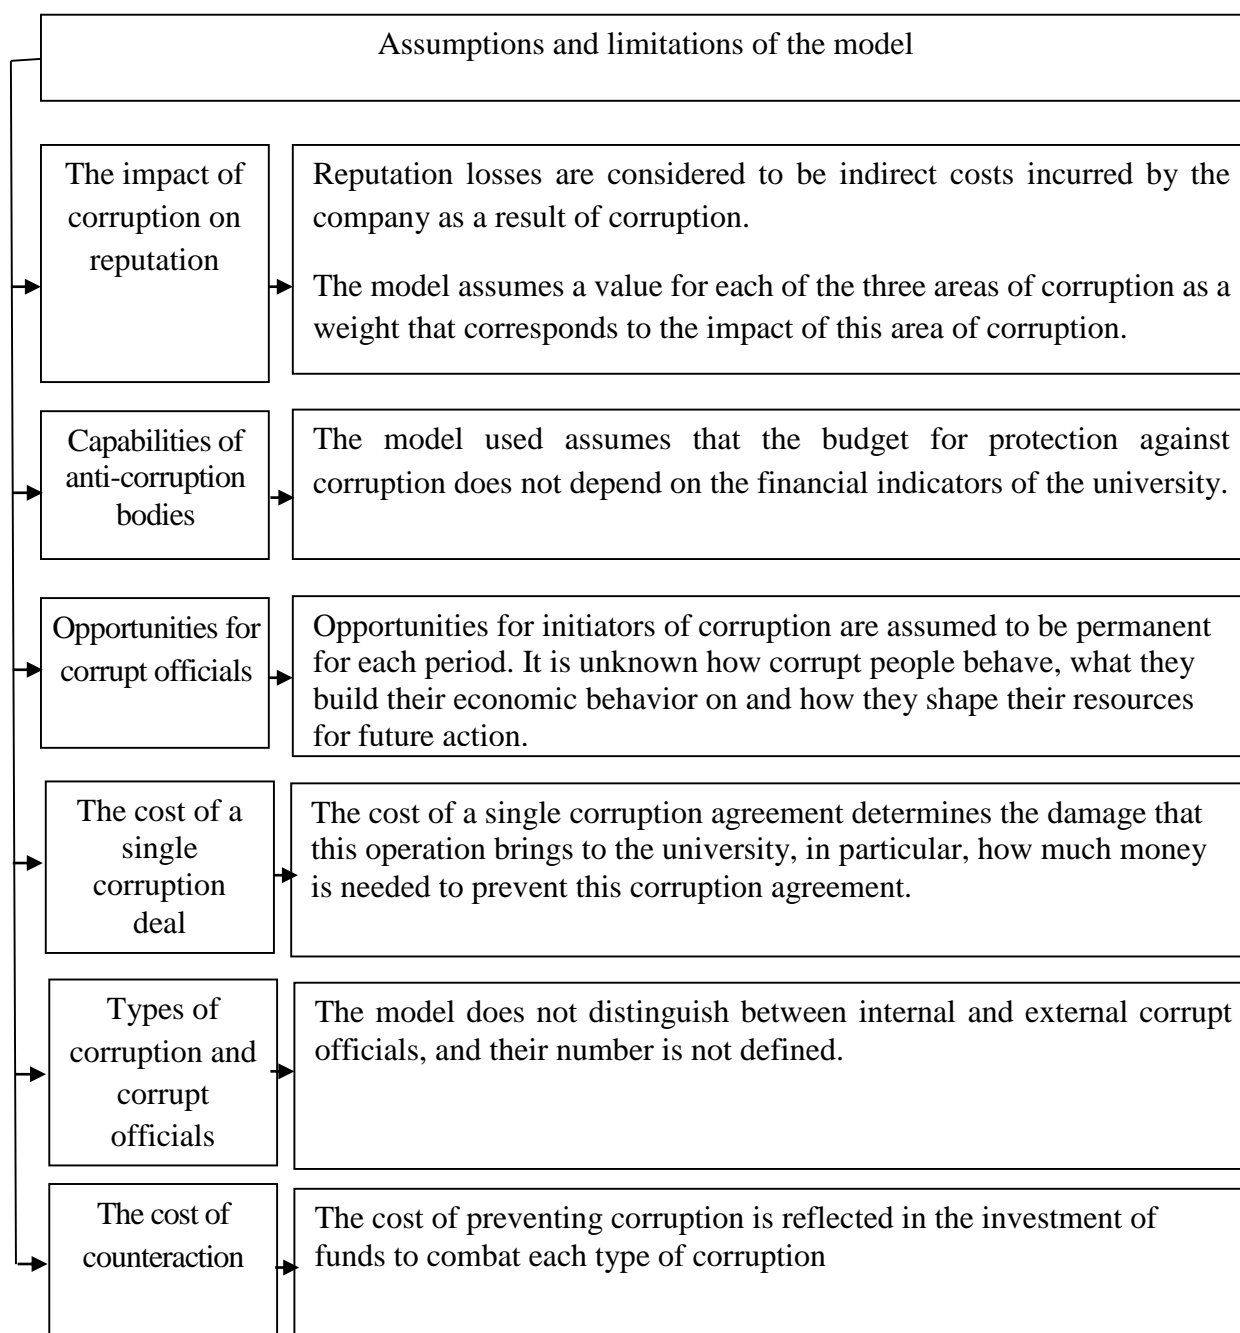 Assumptions and limitations of the model
The impact of
corruption on
reputation
Reputation losses are considered to be indirect costs incurred by the
company as a result of corruption.
The model assumes a value for each of the three areas of corruption as a
weight that corresponds to the impact of this area of corruption.
Capabilities of
anti-corruption
bodies
The model used assumes that the budget for protection against
corruption does not depend on the financial indicators of the university.
Opportunities for
corrupt officials
Opportunities for initiators of corruption are assumed to be permanent
for each period. It is unknown how corrupt people behave, what they
build their economic behavior on and how they shape their resources
for future action.
The cost of a
single
corruption
deal
The cost of a single corruption agreement determines the damage that
this operation brings to the university, in particular, how much money
is needed to prevent this corruption agreement.
Types of
corruption and
corrupt
officials
The model does not distinguish between internal and external corrupt
officials, and their number is not defined.
The cost of
counteraction
The cost of preventing corruption is reflected in the investment of
funds to combat each type of corruption